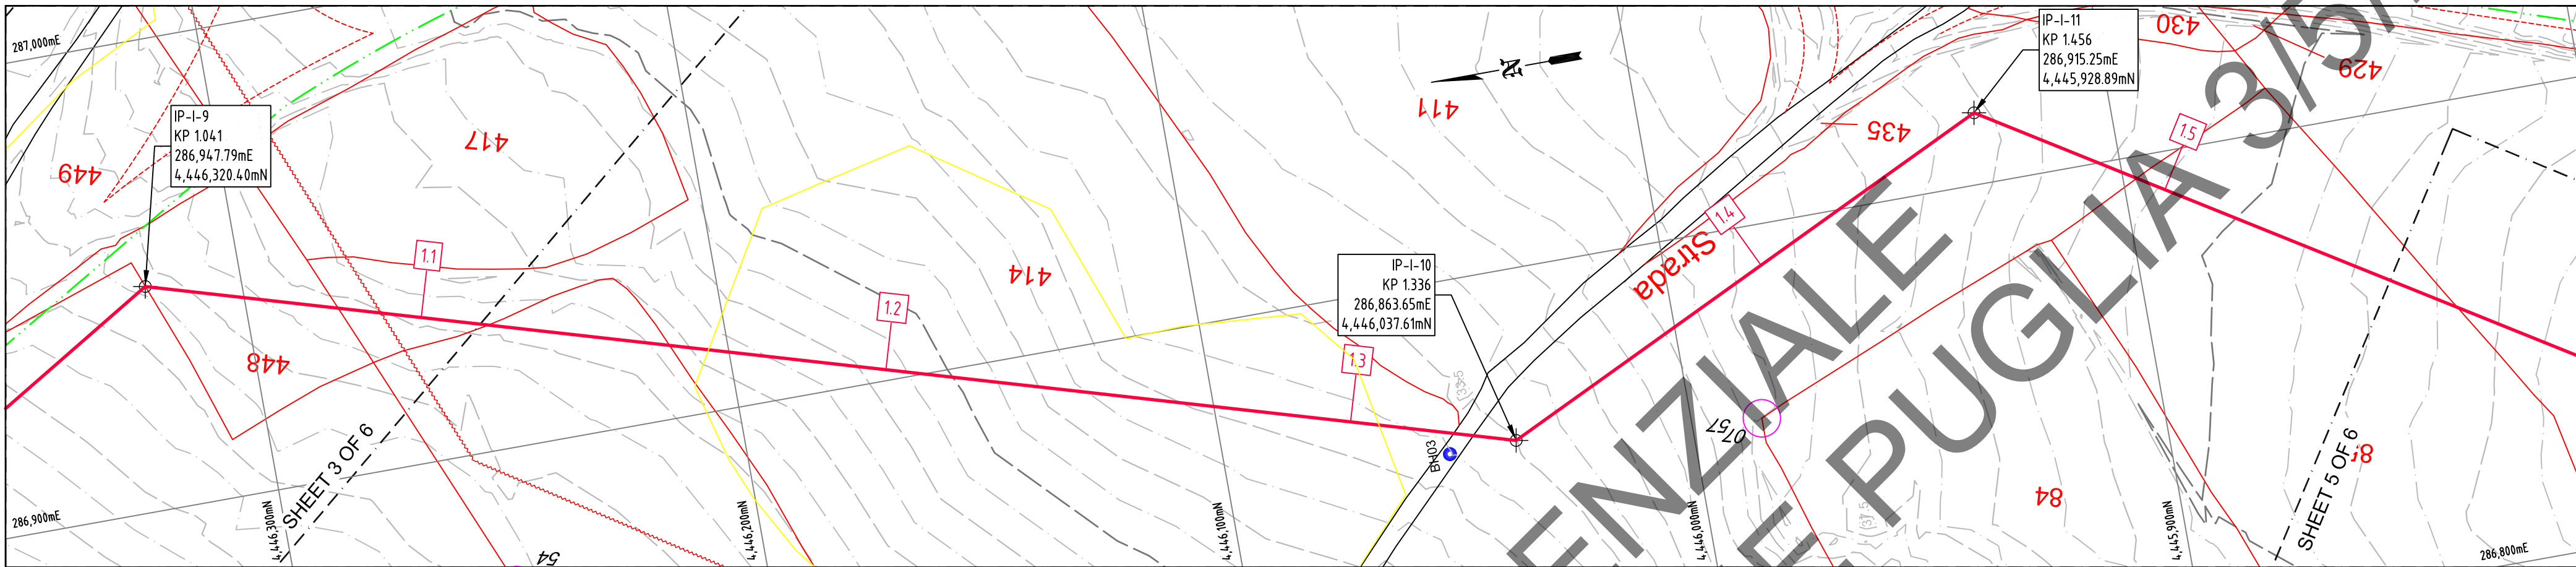 287,000mE
IP-I-9
KP 1.041
286,947.79mE
4,446,320.40mN
449
417
1.1
448
SHEET 3 OF 6
4,446,300mN
286,900mE
54
1.2
4,446,200mN
414
411
N
4,446,100mN
IP-I-10
KP 1.336
286,863.65mE
4,446,037.61mN
1.3
BH03
Strada
1.4
435
IP-I-11
KP 1.456
286,915.25mE
4,445,928.89mN
430
429
1.5
0757
4,446,000mN
84
4,445,900mN
SHEET 5 OF 6
286,800mE
ENZIALE
E PUGLIA 3/5/